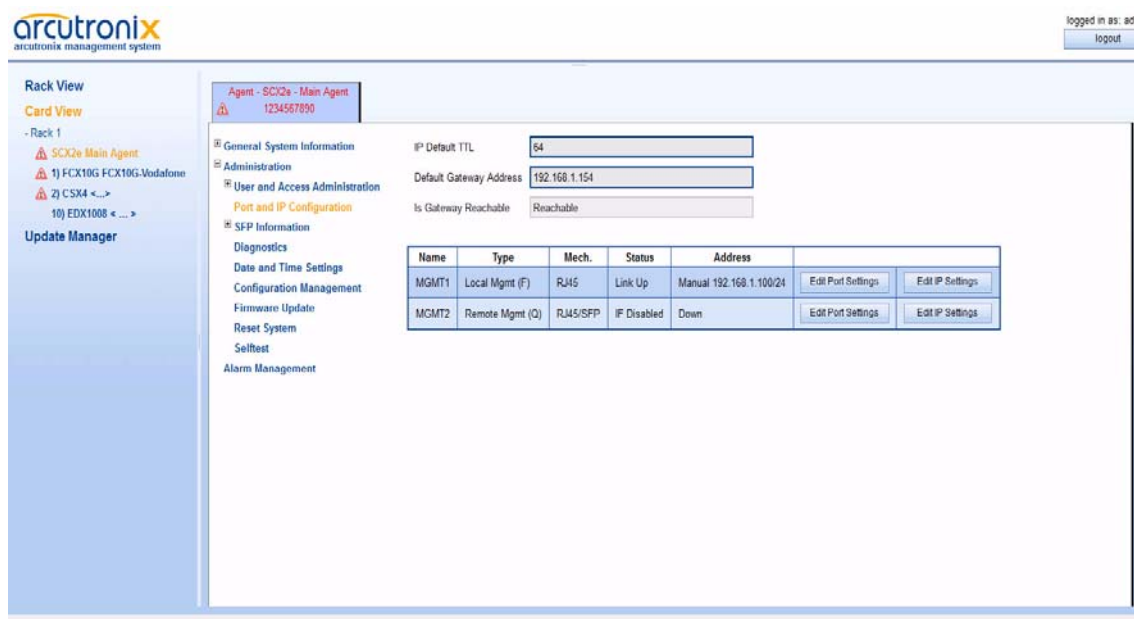 arcutronix
arcutronix management system
logged in as: ad
logout
Rack View
Card View
- Rack 1
SCX2e Main Agent
1) FCX10G FCX10G-Vodafone
2) CSX4 <...>
10) EDX1008 < ... >
Update Manager
Agent - SCX2e - Main Agent
1234567890
General System Information
Administration
User and Access Administration
Port and IP Configuration
SFP Information
Diagnostics
Date and Time Settings
Configuration Management
Firmware Update
Reset System
Selftest
Alarm Management
IP Default TTL 64
Default Gateway Address 192.168.1.154
Is Gateway Reachable Reachable
Name Type Mech. Status Address
MGMT1 Local Mgmt (F) RJ45 Link Up Manual 192.168.1.100/24 Edit Port Settings Edit IP Settings
MGMT2 Remote Mgmt (Q) RJ45/SFP IF Disabled Down Edit Port Settings Edit IP Settings